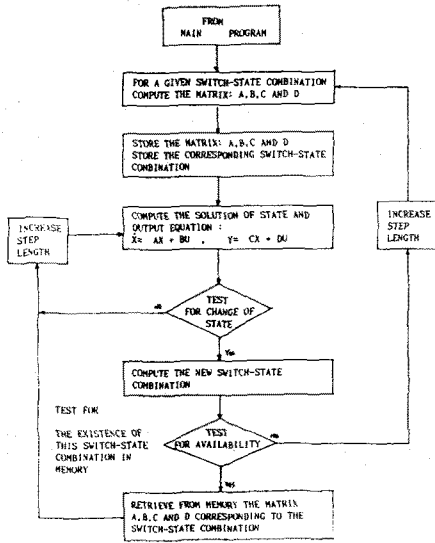 FROM
MAIN PROGRAM
FOR A GIVEN SWITCH-STATE COMBINATION
COMPUTE THE MATRIX: A,B,C AND D
STORE THE MATRIX: A,B,C AND D
STORE THE CORRESPONDING SWITCH-STATE
COMBINATION
INCREASE
STEP
LENGTH
COMPUTE THE SOLUTION OF STATE AND
OUTPUT EQUATION :
Ẋ= AX + BU , Y= CX + DU
INCREASE
STEP
LENGTH
TEST
FOR CHANGE OF
STATE
no
Yes
COMPUTE THE NEW SWITCH-STATE
COMBINATION
TEST FOR
THE EXISTENCE OF
THIS SWITCH-STATE
COMBINATION IN
MEMORY
TEST
FOR AVAILABILITY
no
Yes
RETRIEVE FROM MEMORY THE MATRIX
A,B,C AND D CORRESPONDING TO THE
SWITCH-STATE COMBINATION